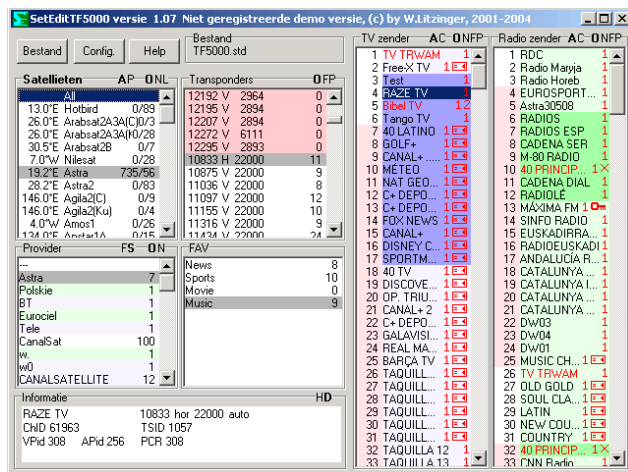 SetEditTF5000 versie 1.07 Niet geregistreerde demo versie, (c) by W.Litzinger, 2001-2004
Bestand
Config.
Help
Bestand
TF5000.std
Satellieten AP ONL
All
13.0°E Hotbird 0/89
26.0°E Arabsat2A3A(C)0/3
26.0°E Arabsat2A3A(K0/28
30.5°E Arabsat2B 0/7
7.0°W Nilesat 0/28
19.2°E Astra 735/56
28.2°E Astra2 0/83
146.0°E Agila2(C) 0/9
146.0°E Agila2(Ku) 0/4
4.0°W Amos1 0/26
134.0°E Apstar1A 0/15
Transponders OFP
12192 V 2964 0
12195 V 2894 0
12207 V 2894 0
12272 V 6111 0
12295 V 2893 0
10833 H 22000 11
10875 V 22000 9
11036 V 22000 8
11097 V 22000 12
11155 V 22000 10
11316 V 22000 9
11434 V 22000 24
Provider FS ON
---
Astra 7
Polskie 1
BT 1
Eurociel 1
Tele 1
CanalSat 100
w. 1
w0 1
CANALSATELLITE 12
FAV
News 8
Sports 10
Movie 0
Music 9
Informatie HD
RAZE TV 10833 hor 22000 auto
ChID 61963 TSID 1057
VPid 308 APid 256 PCR 308
TV zender AC ONFP
1 TV TRWAM 1
2 Free-X TV 1
3 Test 1
4 RAZE TV 1
5 Bibel TV 12
6 Tango TV 1
7 40 LATINO 1
8 GOLF+ 1
9 CANAL+ .... 1
10 MÉTEO 1
11 NAT GEO... 1
12 C+ DEPO... 1
13 C+ DEPO... 1
14 FOX NEWS 1
15 CANAL+ 1
16 DISNEY C... 1
17 SPORTM... 1
18 40 TV 1
19 DISCOVE... 1
20 OP. TRIU... 1
21 CANAL+ 2 1
22 C+ DEPO... 1
23 GALAVISI... 1
24 REAL MA... 1
25 BARÇA TV 1
26 TAQUILL... 1
27 TAQUILL... 1
28 TAQUILL... 1
29 TAQUILL... 1
30 TAQUILL... 1
31 TAQUILL... 1
32 TAQUILLA 12 1
33 TAQUILLA 13 1
Radio zender AC ONFP
1 RDC 1
2 Radio Maryja 1
3 Radio Horeb 1
4 EUROSPORT... 1
5 Astra30508 1
6 RADIOS 1
7 RADIOS ESP 1
8 CADENA SER 1
9 M-80 RADIO 1
10 40 PRINCIP... 1X
11 CADENA DIAL 1
12 RADIOLÉ 1
13 MÁXIMA FM 1
14 SINFO RADIO 1
15 EUSKADIRRA... 1
16 RADIOEUSKADI 1
17 ANDALUCÍA R... 1
18 CATALUNYA ... 1
19 CATALUNYA I... 1
20 CATALUNYA ... 1
21 CATALUNYA ... 1
22 DW03 1
23 DW04 1
24 DW01 1
25 MUSIC CH... 1
26 TV TRWAM 1
27 OLD GOLD 1
28 SOUL CLA... 1
29 LATIN 1
30 NEW COU... 1
31 COUNTRY 1
32 40 PRINCIP... 1X
33 CNN Radio 1